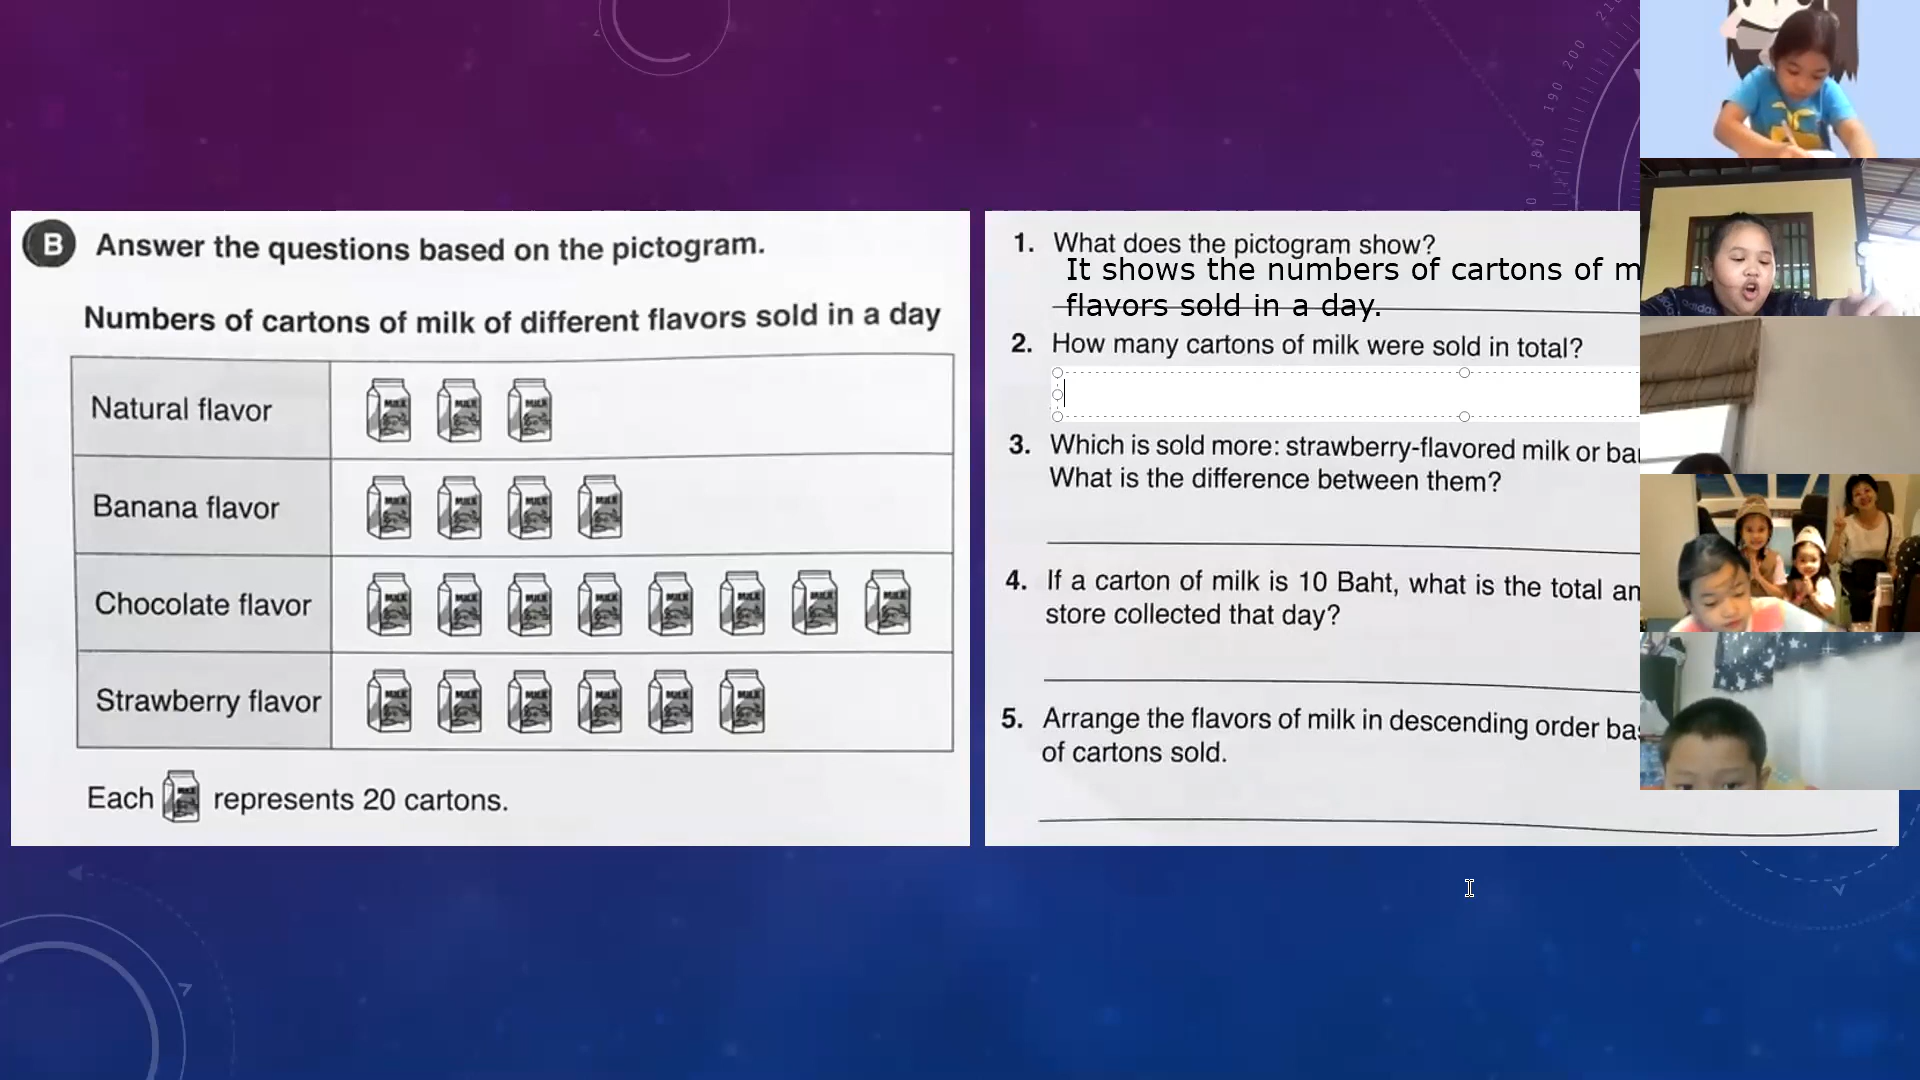 B Answer the questions based on the pictogram.
Numbers of cartons of milk of different flavors sold in a day
Natural flavor
Banana flavor
Chocolate flavor
Strawberry flavor
Each represents 20 cartons.
1. What does the pictogram show?
It shows the numbers of cartons of m
flavors sold in a day.
2. How many cartons of milk were sold in total?
3. Which is sold more: strawberry-flavored milk or ba
What is the difference between them?
4. If a carton of milk is 10 Baht, what is the total am
store collected that day?
5. Arrange the flavors of milk in descending order bas
of cartons sold.
180 190 200